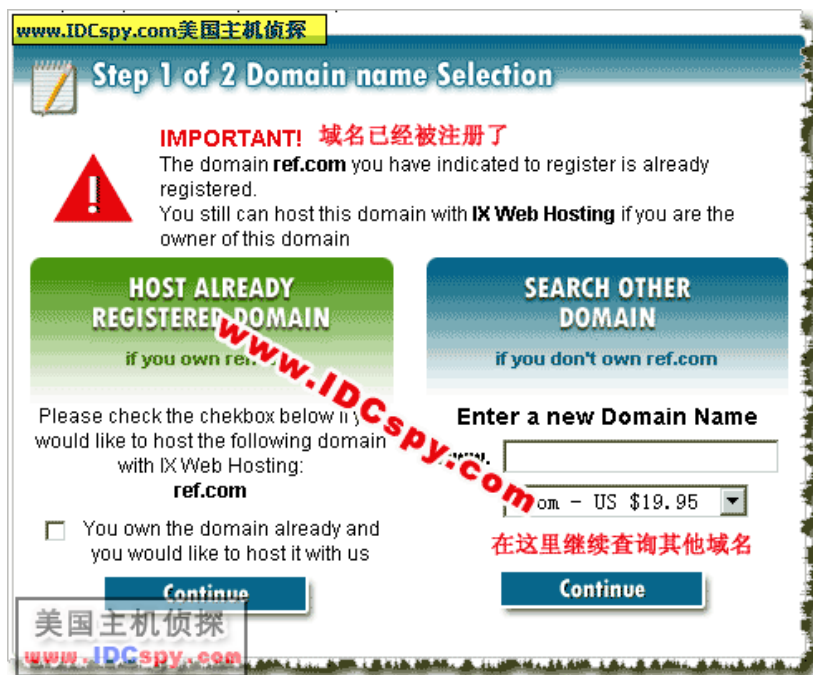 www.IDCspy.com美国主机侦探
Step 1 of 2 Domain name Selection
IMPORTANT! 域名已经被注册了
The domain ref.com you have indicated to register is already
registered.
You still can host this domain with IX Web Hosting if you are the
owner of this domain
HOST ALREADY
REGISTERED DOMAIN
if you own
Please check the chekbox below
would like to host the following domain
with IX Web Hosting:
ref.com
You own the domain already and
you would like to host it with us
Continue
SEARCH OTHER
DOMAIN
if you don't own ref.com
Enter a new Domain Name
om - US $19.95
在这里继续查询其他域名
Continue
www.IDCspy.com
美国主机侦探
www.IDCspy.com